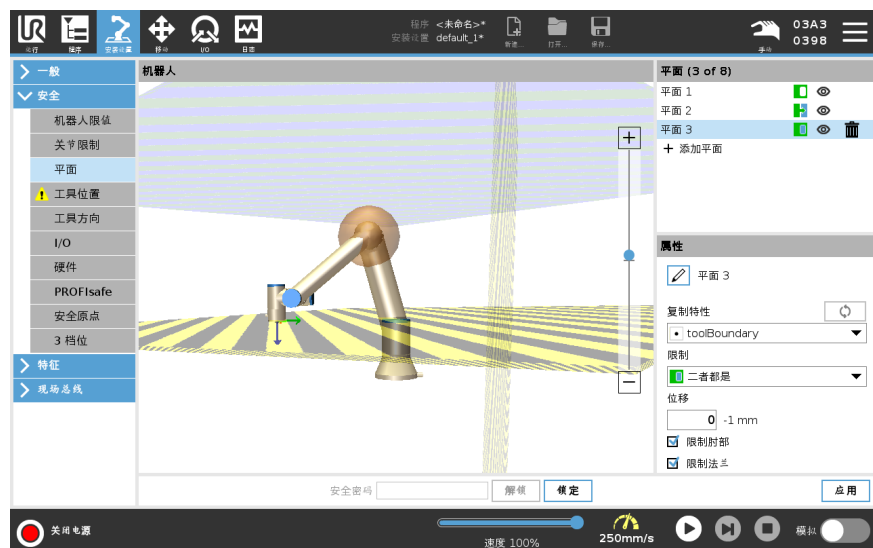 UR
运行
程序
安装设置
移动
I/O
日志
程序 <未命名>*
安装设置 default_1*
新建...
打开...
保存...
手动
03A3
0398
一般
安全
机器人限值
关节限制
平面
工具位置
工具方向
I/O
硬件
PROFIsafe
安全原点
3 档位
特征
现场总线
机器人
平面 (3 of 8)
平面 1
平面 2
平面 3
添加平面
属性
平面 3
复制特性
toolBoundary
限制
二者都是
位移
0 -1 mm
限制肘部
限制法兰
安全密码
解锁
锁定
应用
关闭电源
速度 100%
250mm/s
模拟